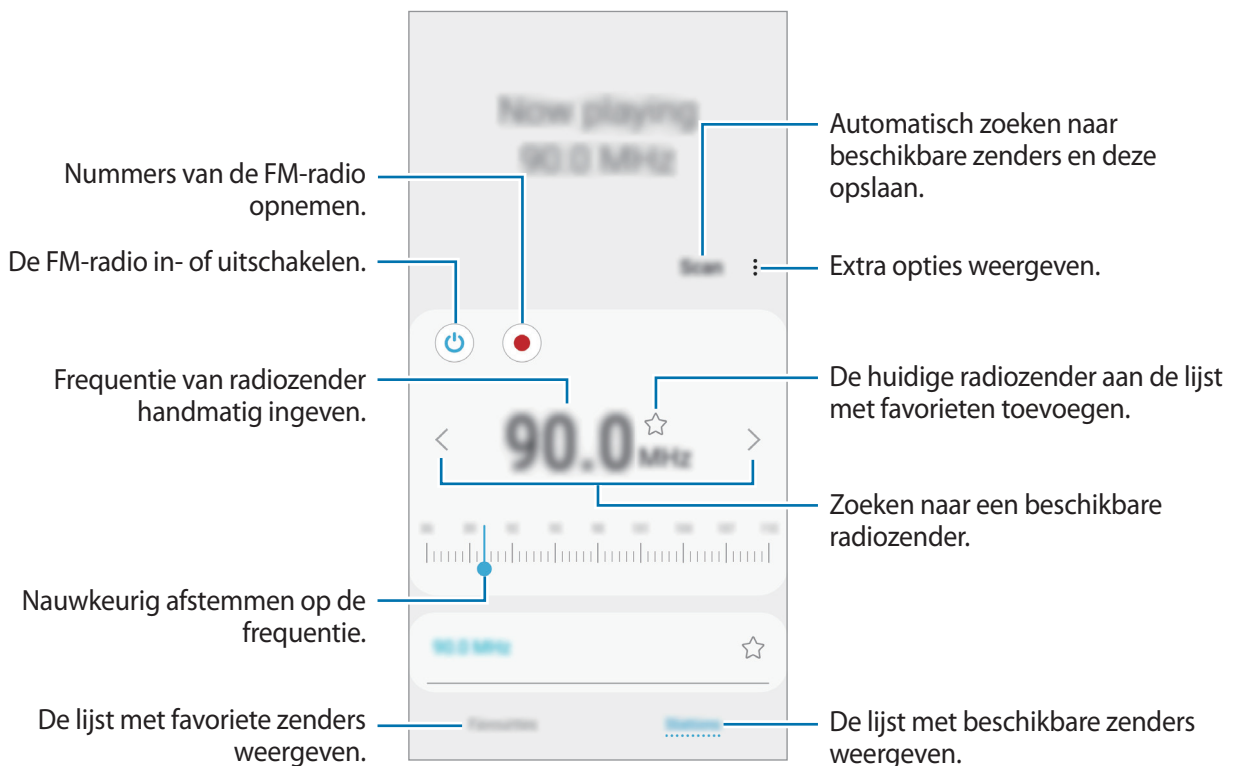 Now playing
90.0 MHz
Automatisch zoeken naar
beschikbare zenders en deze
opslaan.
Nummers van de FM-radio
opnemen.
De FM-radio in- of uitschakelen.
Scan
Extra opties weergeven.
Frequentie van radiozender
handmatig ingeven.
De huidige radiozender aan de lijst
met favorieten toevoegen.
90.0 MHz
Zoeken naar een beschikbare
radiozender.
Nauwkeurig afstemmen op de
frequentie.
90.0 MHz
De lijst met favoriete zenders
weergeven.
Favourites
Stations
De lijst met beschikbare zenders
weergeven.